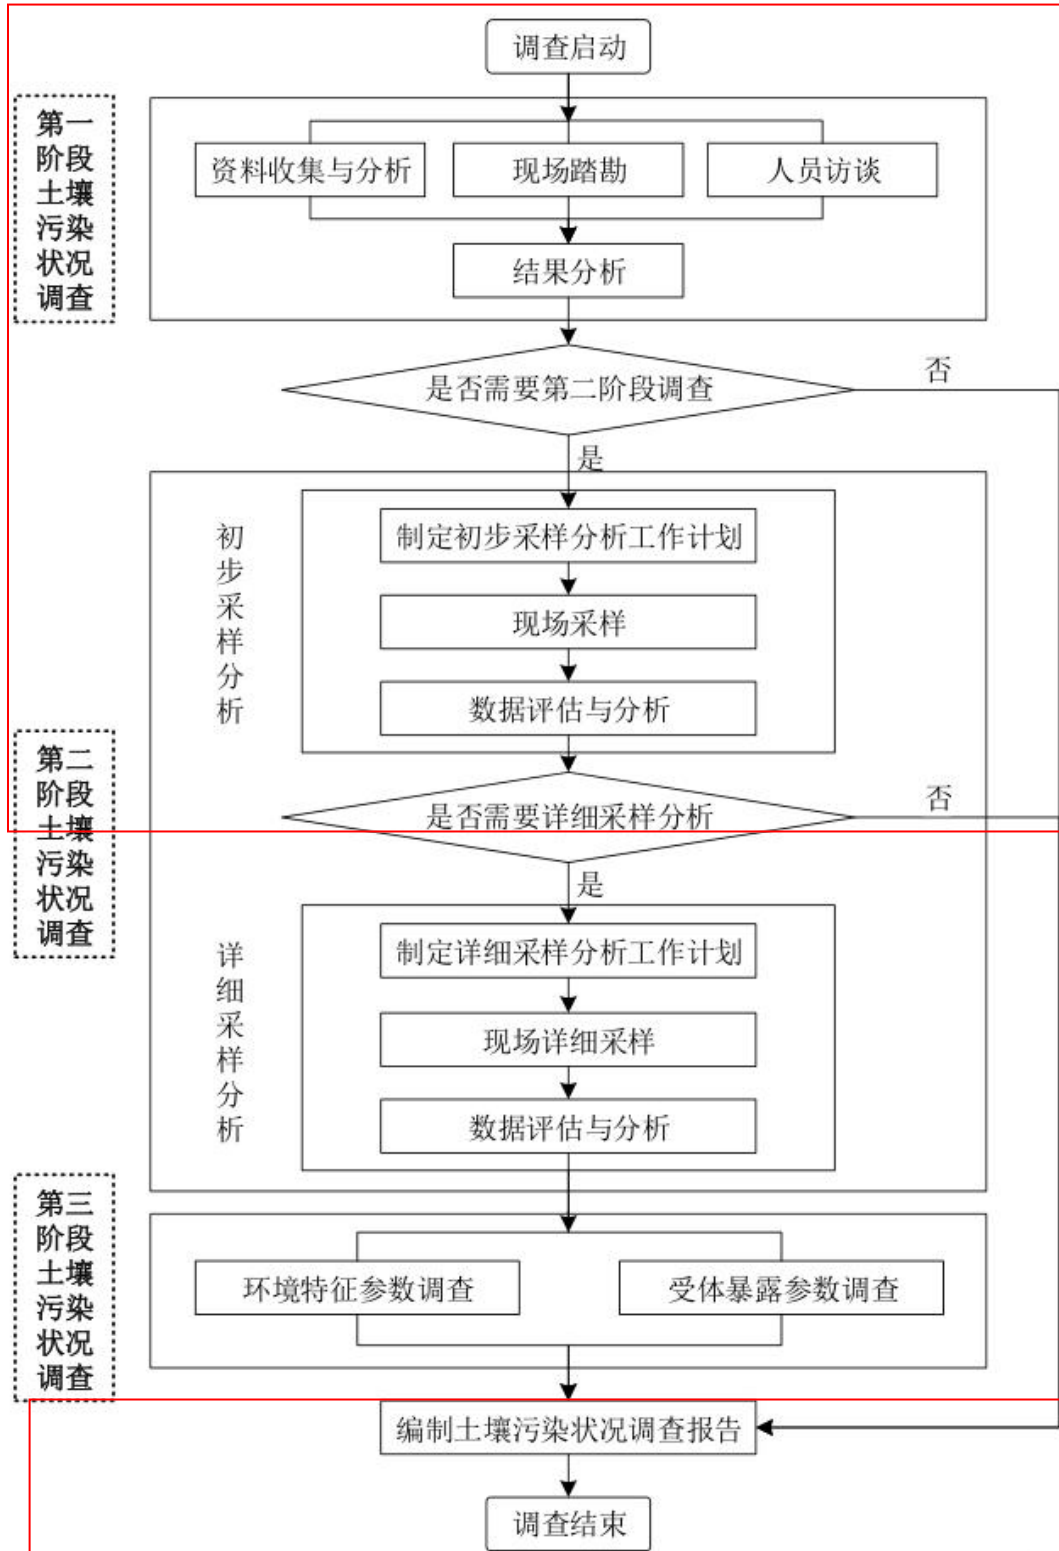 调查启动
第一
阶段
土壤
污染
状况
调查
资料收集与分析
现场踏勘
人员访谈
结果分析
是否需要第二阶段调查
否
是
初
步
采
样
分
析
制定初步采样分析工作计划
现场采样
数据评估与分析
第二
阶段
土壤
污染
状况
调查
是否需要详细采样分析
否
是
详
细
采
样
分
析
制定详细采样分析工作计划
现场详细采样
数据评估与分析
第三
阶段
土壤
污染
状况
调查
环境特征参数调查
受体暴露参数调查
编制土壤污染状况调查报告
调查结束